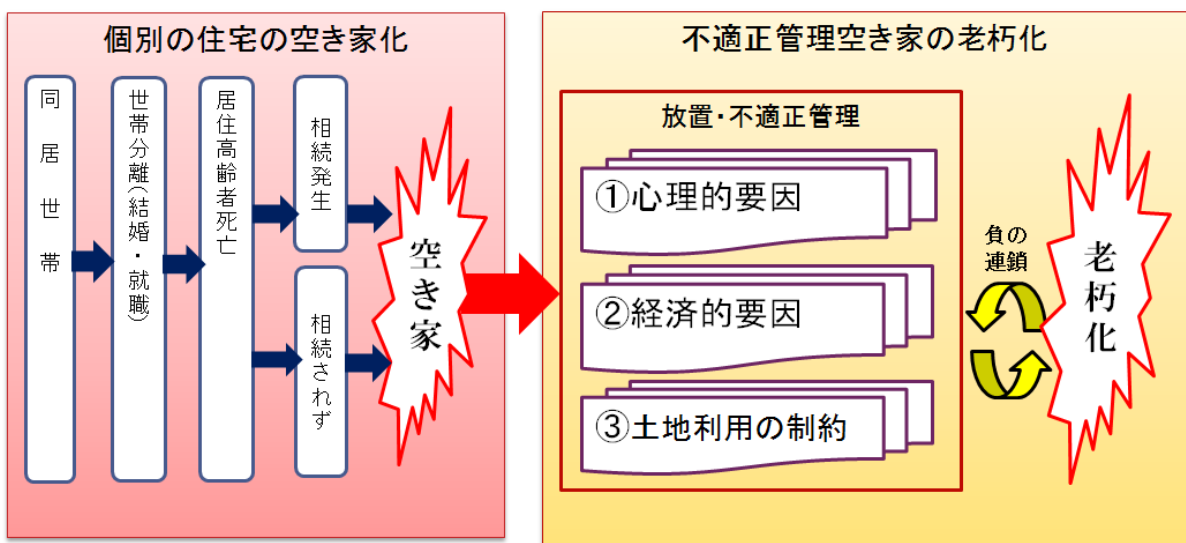 個別の住宅の空き家化
同居世帯
世帯分離(結婚・就職)
居住高齢者死亡
相続発生
相続されず
空き家
不適正管理空き家の老朽化
放置・不適正管理
①心理的要因
②経済的要因
③土地利用の制約
負の
連鎖
老朽化